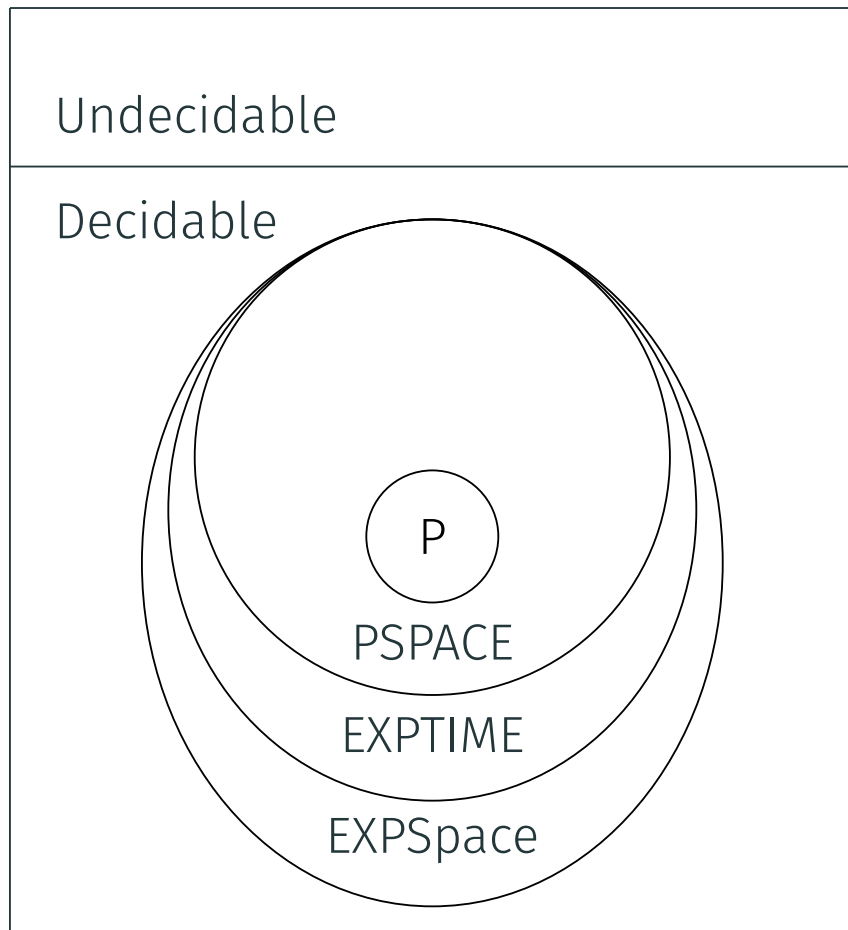 Undecidable
Decidable
P
PSPACE
EXPTIME
EXPSpace